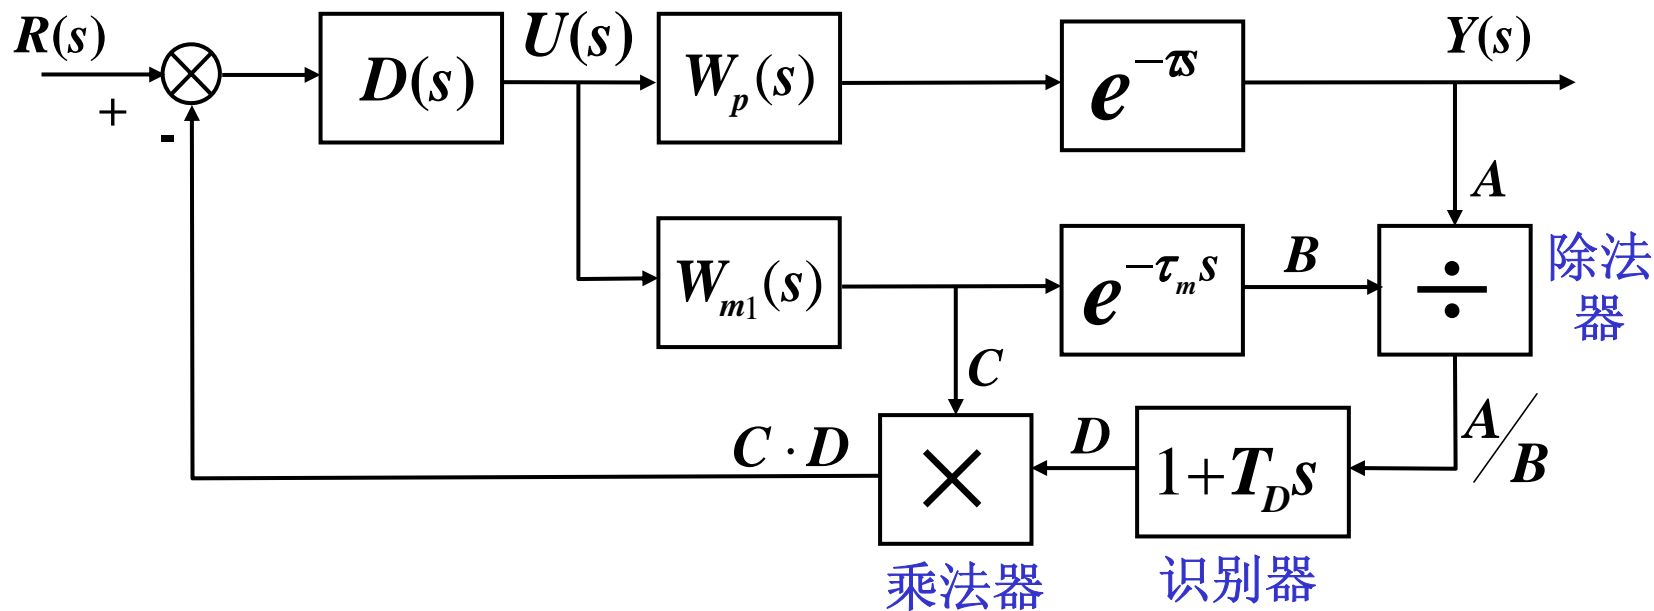 R(s)
+
-
D(s)
U(s)
W_p(s)
e^{-τs}
Y(s)
A
W_{m1}(s)
e^{-τ_m s}
B
÷
除法
器
C
C · D
×
D
1+T_D s
A/B
乘法器
识别器